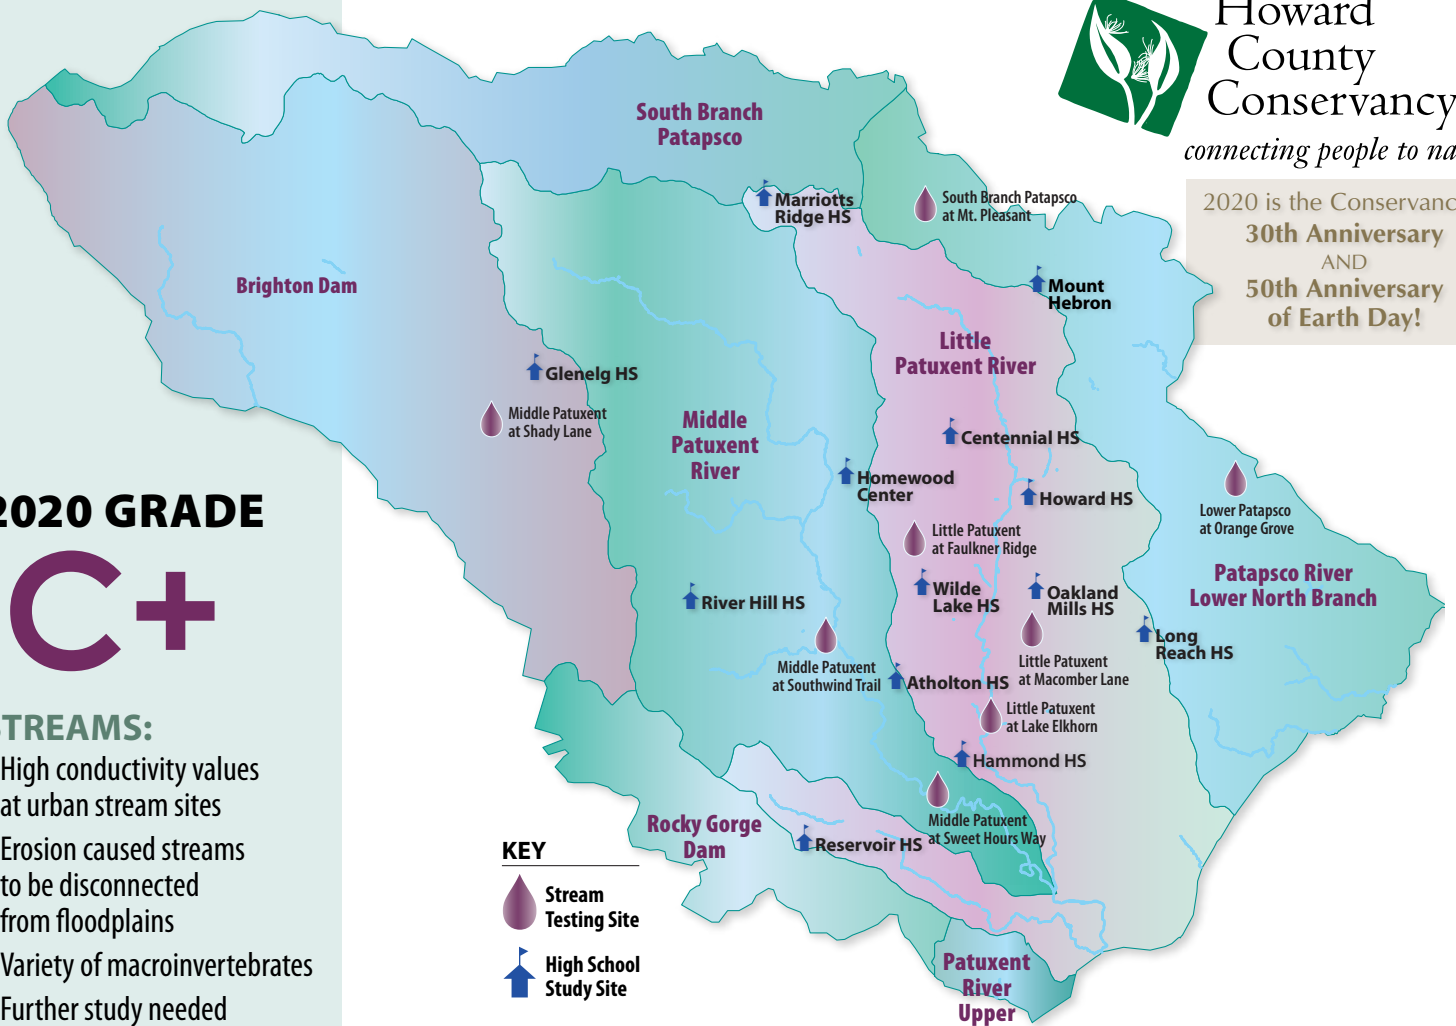 Howard
County
Conservancy
connecting people to na
2020 is the Conservanc
30th Anniversary
AND
50th Anniversary
of Earth Day!
South Branch
Patapsco
Marriotts
Ridge HS
South Branch Patapsco
at Mt. Pleasant
Brighton Dam
Mount
Hebron
Little
Patuxent River
Glenelg HS
Middle Patuxent
at Shady Lane
Middle
Patuxent
River
Centennial HS
Homewood
Center
Howard HS
Lower Patapsco
at Orange Grove
Little Patuxent
at Faulkner Ridge
Patapsco River
Lower North Branch
River Hill HS
Wilde
Lake HS
Oakland
Mills HS
Long
Reach HS
Middle Patuxent
at Southwind Trail
Little Patuxent
at Macomber Lane
Atholton HS
Little Patuxent
at Lake Elkhorn
Hammond HS
Middle Patuxent
at Sweet Hours Way
Rocky Gorge
Dam
Reservoir HS
Patuxent
River
Upper
KEY
Stream
Testing Site
High School
Study Site
2020 GRADE
C+
STREAMS:
High conductivity values
at urban stream sites
Erosion caused streams
to be disconnected
from floodplains
Variety of macroinvertebrates
Further study needed